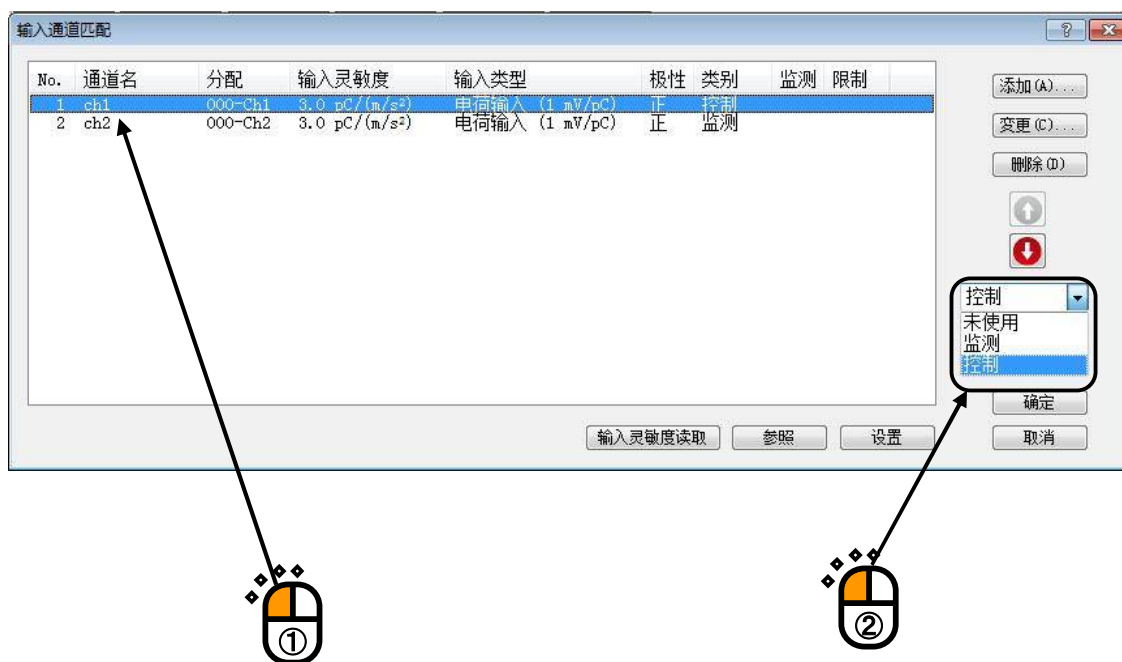 输入通道匹配
No. 通道名 分配 输入灵敏度 输入类型 极性 类别 监测 限制
1 ch1 000-Ch1 3.0 pC/(m/s²) 电荷输入 (1 mV/pC) 正 控制
2 ch2 000-Ch2 3.0 pC/(m/s²) 电荷输入 (1 mV/pC) 正 监测
添加(A)...
变更(C)...
删除(D)
控制
未使用
监测
控制
确定
输入灵敏度读取 参照 设置 取消
① ②